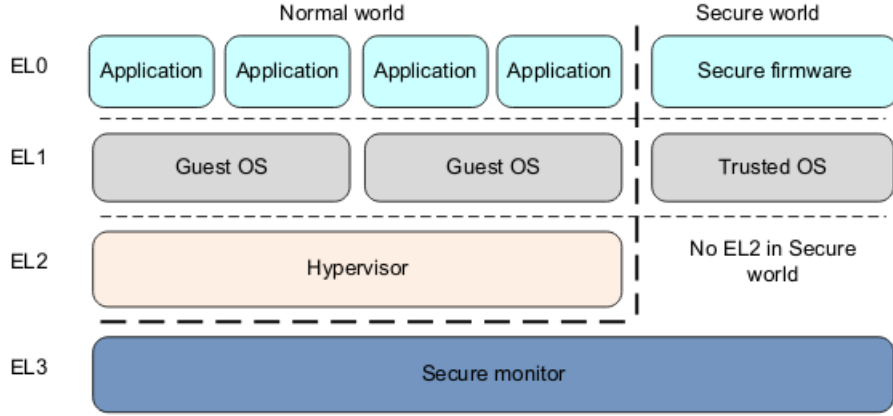 Normal world
Secure world
EL0
Application
Application
Application
Application
Secure firmware
EL1
Guest OS
Guest OS
Trusted OS
EL2
Hypervisor
No EL2 in Secure
world
EL3
Secure monitor